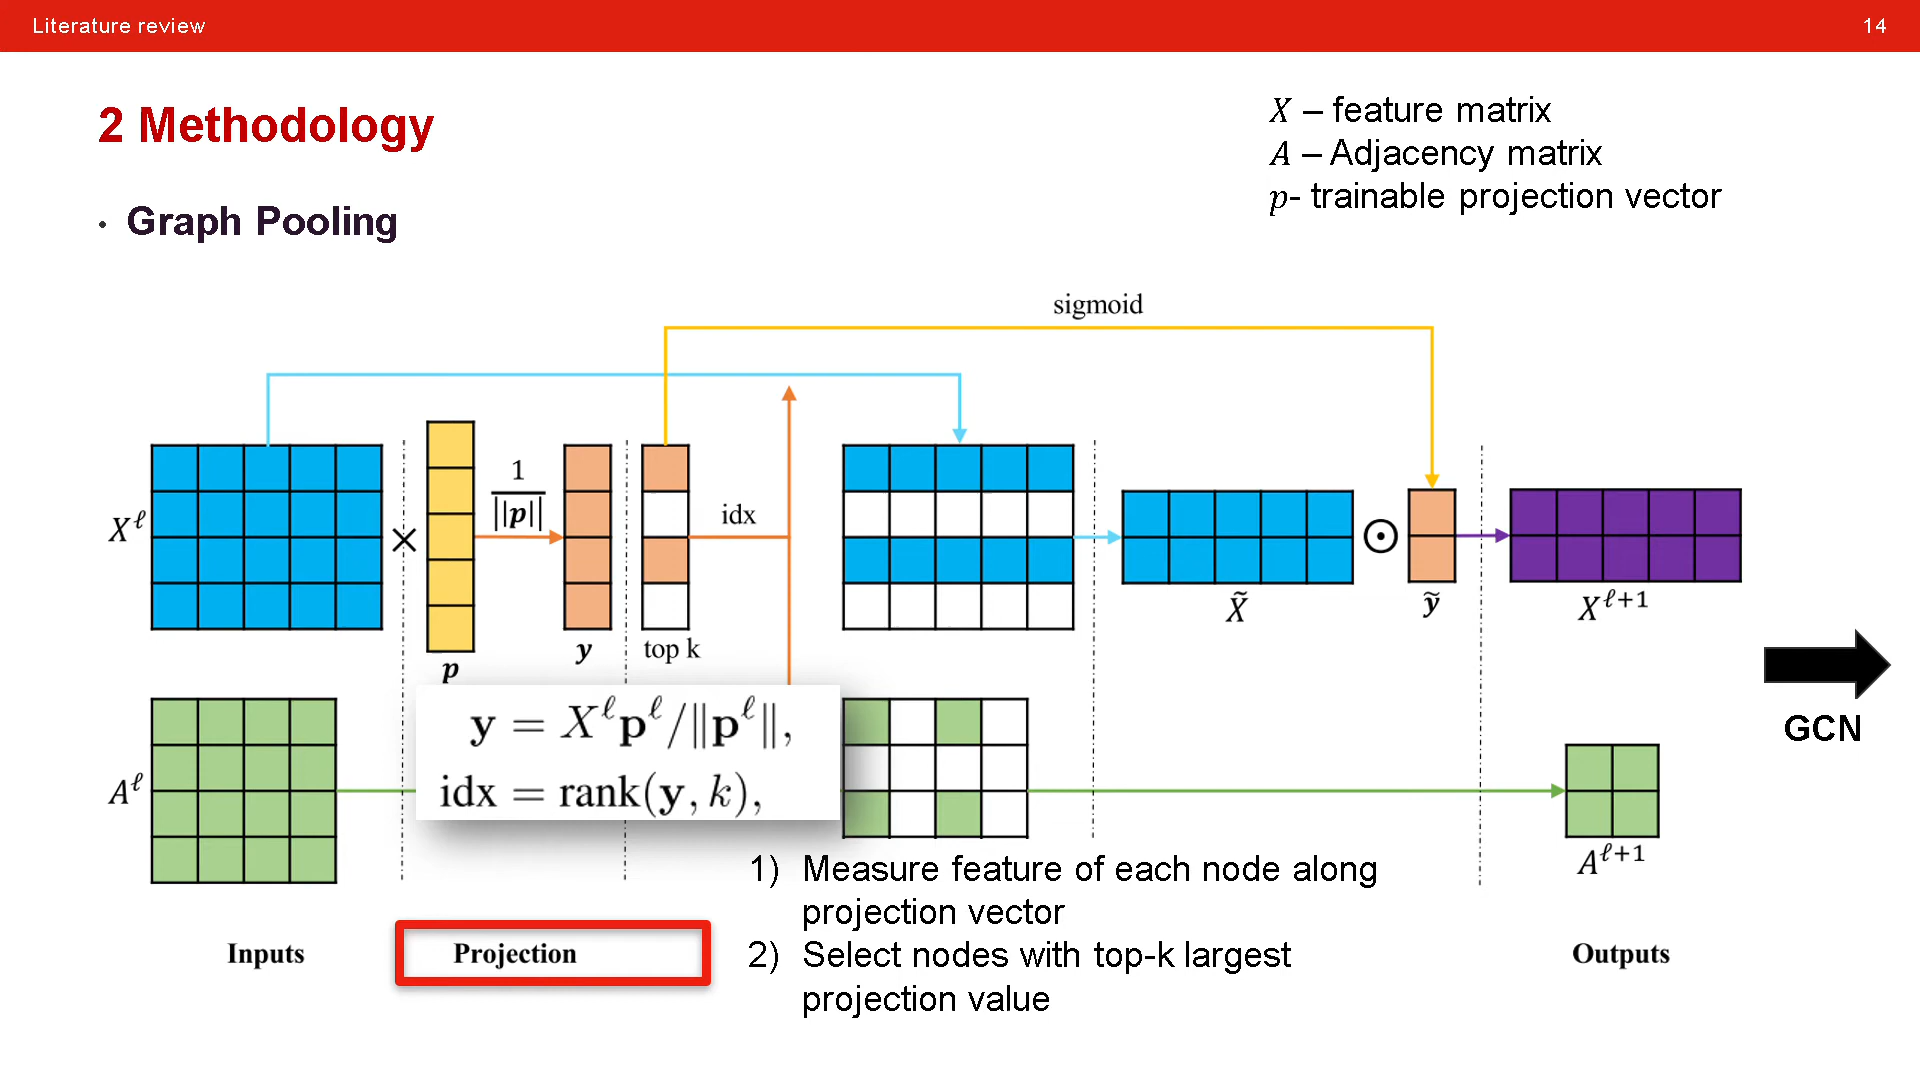 Literature review
14
2 Methodology
X – feature matrix
A – Adjacency matrix
p- trainable projection vector
• Graph Pooling
sigmoid
X^ℓ
×
1
||p||
idx
p
y
top k
X̃
⊙
ỹ
X^{ℓ+1}
y = X^ℓ p^ℓ/‖p^ℓ‖,
idx = rank(y, k),
A^ℓ
A^{ℓ+1}
GCN
1) Measure feature of each node along
projection vector
2) Select nodes with top-k largest
projection value
Inputs
Projection
Outputs